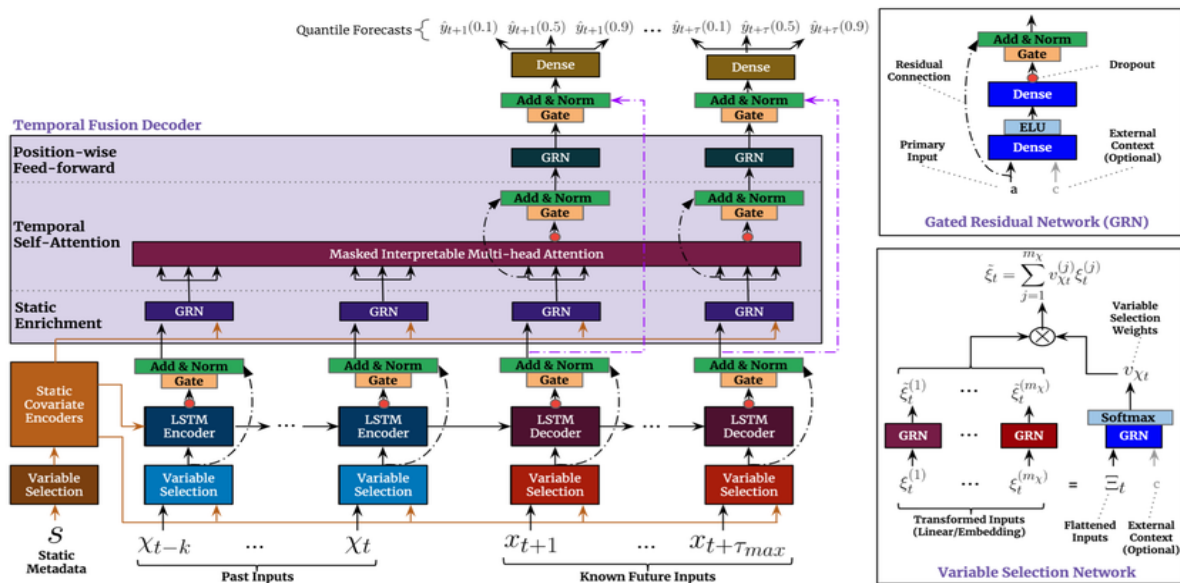 Quantile Forecasts { ŷt+1(0.1) ŷt+1(0.5) ŷt+1(0.9) ... ŷt+τ(0.1) ŷt+τ(0.5) ŷt+τ(0.9)
Dense Dense
Add & Norm Add & Norm
Gate Gate
Temporal Fusion Decoder
Position-wise
Feed-forward
GRN GRN
Add & Norm Add & Norm
Gate Gate
Temporal
Self-Attention
Masked Interpretable Multi-head Attention
Static
Enrichment
GRN GRN GRN GRN
Add & Norm Add & Norm Add & Norm Add & Norm
Gate Gate Gate Gate
Static
Covariate
Encoders
LSTM
Encoder
...
LSTM
Encoder
LSTM
Decoder
...
LSTM
Decoder
Variable
Selection
Variable
Selection
Variable
Selection
Variable
Selection
Variable
Selection
S
Static
Metadata
χt−k ... χt xt+1 ... xt+τmax
Past Inputs Known Future Inputs
Add & Norm
Gate
Residual
Connection
Dropout
Dense
ELU
Dense
Primary
Input
External
Context
(Optional)
a c
Gated Residual Network (GRN)
ξ̃t = ∑j=1mχ vχt(j) ξ̃t(j)
Variable
Selection
Weights
⊗
vχt
ξ̃t(1) ... ξ̃t(mχ)
Softmax
GRN ... GRN GRN
ξt(1) ... ξt(mχ) = Ξt c
Transformed Inputs
(Linear/Embedding)
Flattened
Inputs
External
Context
(Optional)
Variable Selection Network